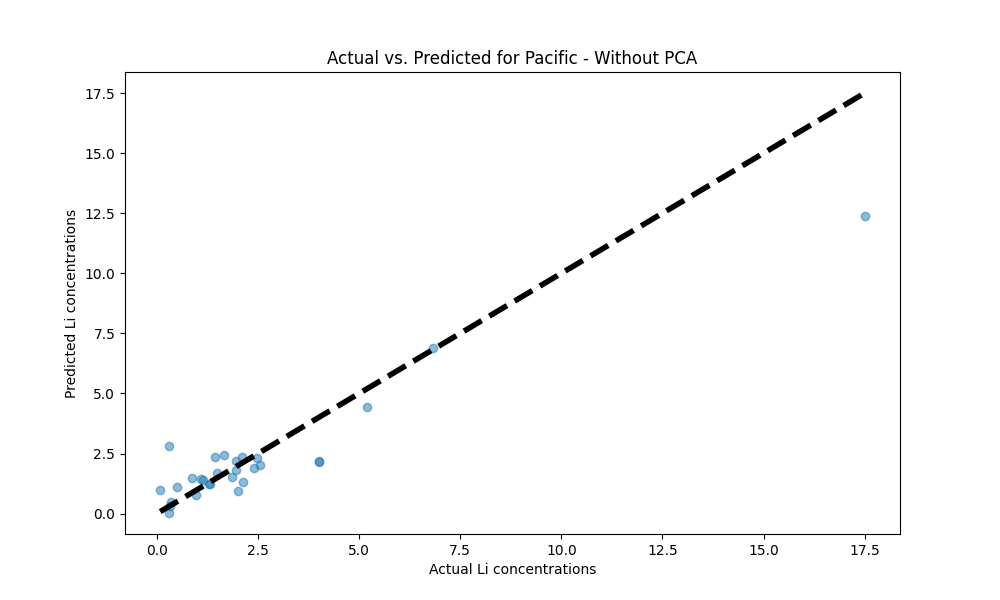 Actual vs. Predicted for Pacific - Without PCA
17.5
15.0
12.5
10.0
7.5
5.0
2.5
0.0
Predicted Li concentrations
0.0 2.5 5.0 7.5 10.0 12.5 15.0 17.5
Actual Li concentrations